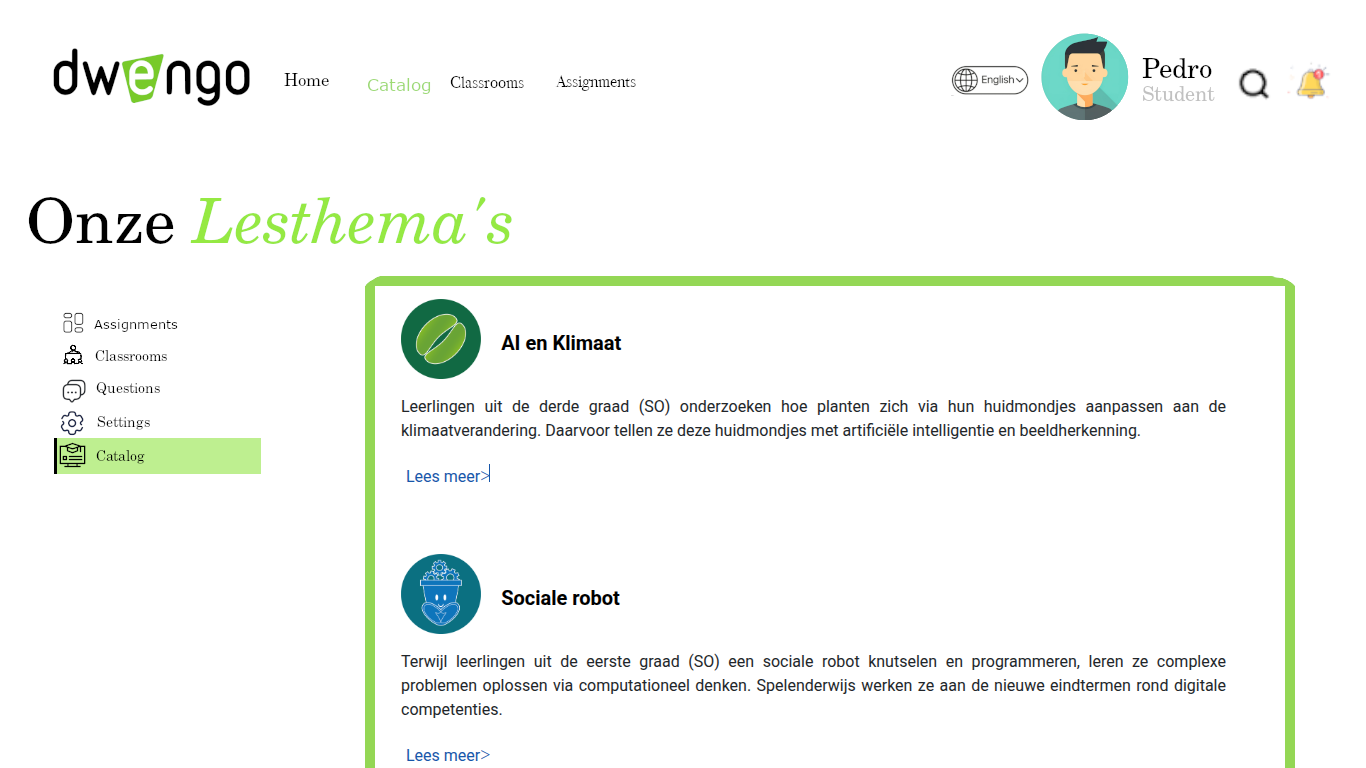 dwengo
Home
Catalog
Classrooms
Assignments
English
Pedro
Student
Onze Lesthema's
Assignments
Classrooms
Questions
Settings
Catalog
AI en Klimaat
Leerlingen uit de derde graad (SO) onderzoeken hoe planten zich via hun huidmondjes aanpassen aan de
klimaatverandering. Daarvoor tellen ze deze huidmondjes met artificiële intelligentie en beeldherkenning.
Lees meer>
Sociale robot
Terwijl leerlingen uit de eerste graad (SO) een sociale robot knutselen en programmeren, leren ze complexe
problemen oplossen via computationeel denken. Spelenderwijs werken ze aan de nieuwe eindtermen rond digitale
competenties.
Lees meer>